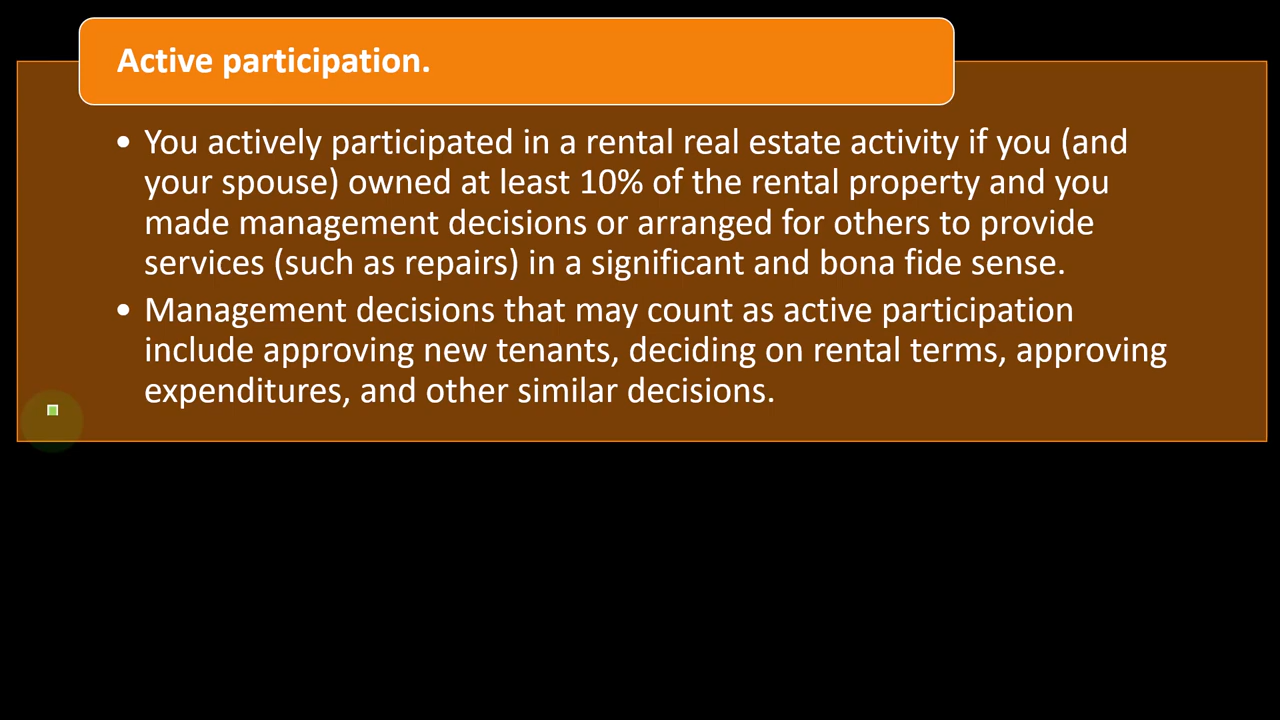 Active participation.
• You actively participated in a rental real estate activity if you (and
your spouse) owned at least 10% of the rental property and you
made management decisions or arranged for others to provide
services (such as repairs) in a significant and bona fide sense.
• Management decisions that may count as active participation
include approving new tenants, deciding on rental terms, approving
expenditures, and other similar decisions.